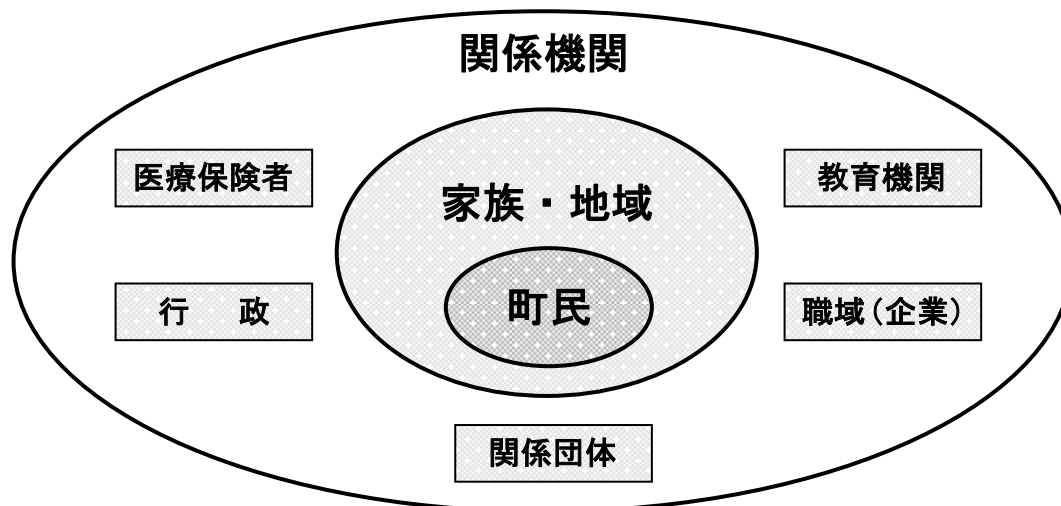 関係機関
医療保険者
教育機関
家族・地域
行　政
町民
職域(企業)
関係団体